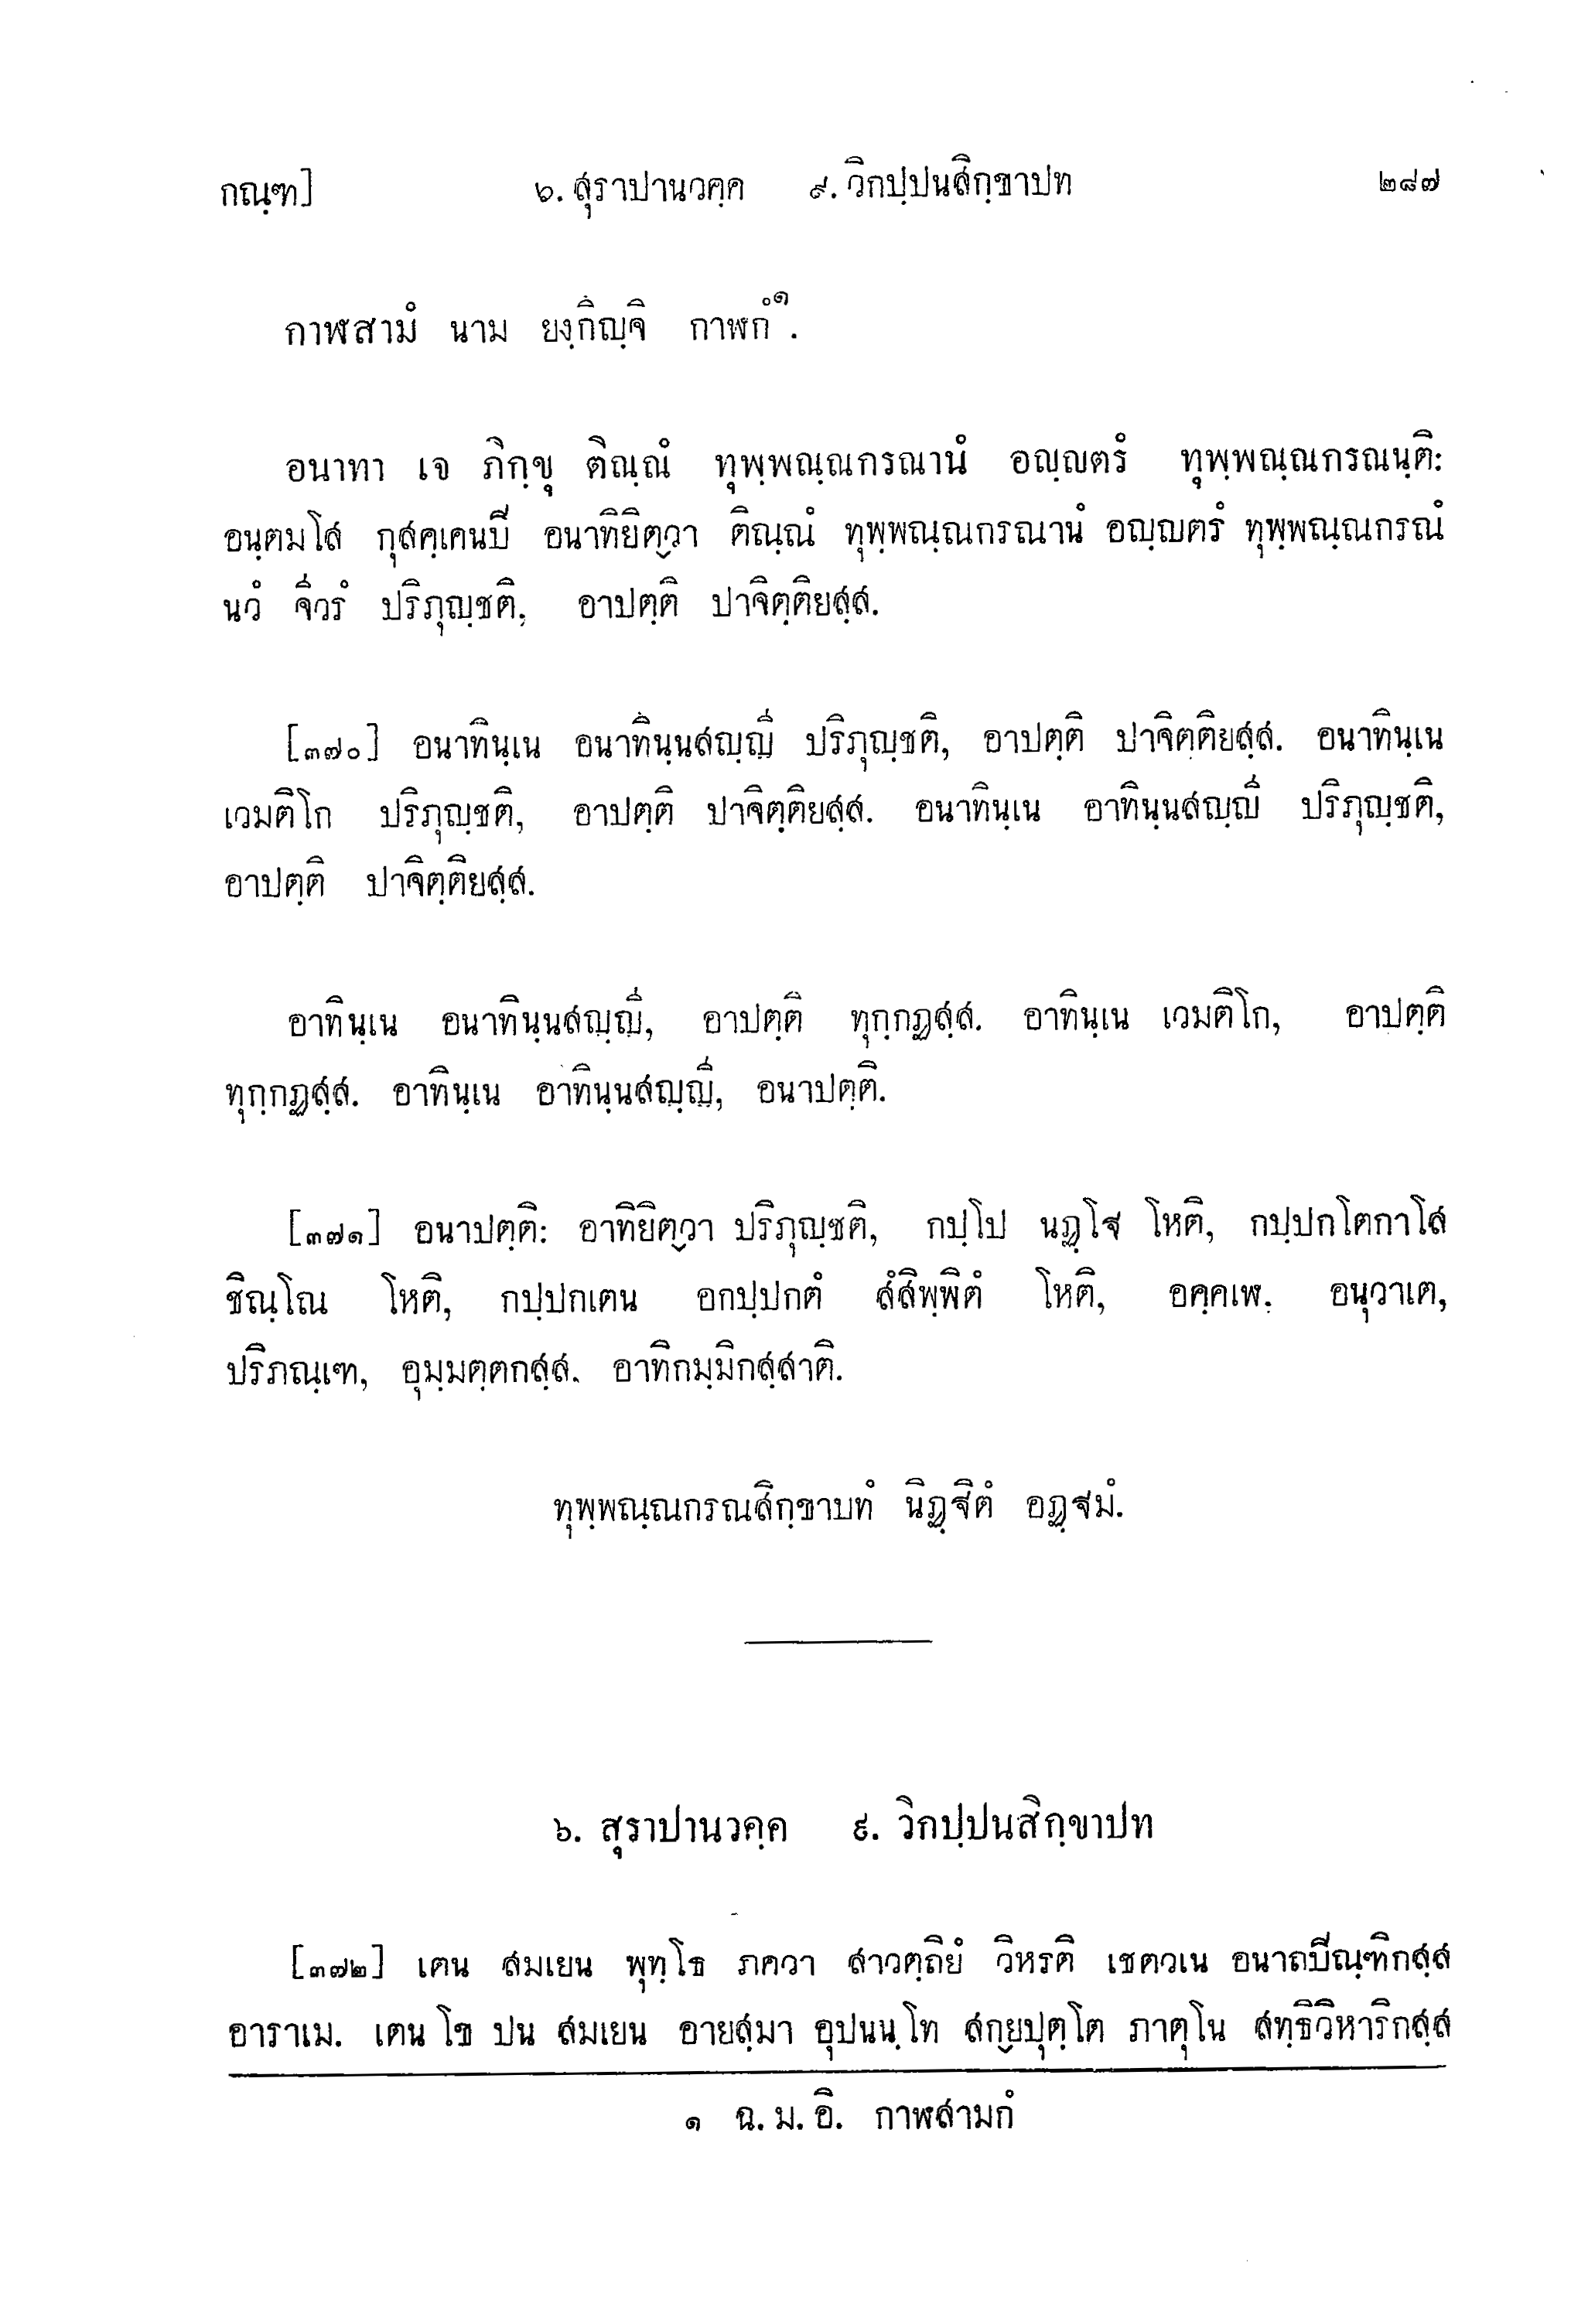 กณฺฑ] ๖. สุราปานวคฺค ๙. วิกปฺปนสิกฺขาปท ๒๘๗
กาฬสามํ นาม ยงฺกิญฺจิ กาฬกํ๑.
อนาทา เจ ภิกฺขุ ติณฺณํ ทุพฺพณฺณกรณานํ อญฺญตรํ ทุพฺพณฺณกรณนฺติ:
อนฺตมโส กุสคฺเคนปิ อนาทิยิตฺวา ติณฺณํ ทุพฺพณฺณกรณานํ อญฺญตรํ ทุพฺพณฺณกรณํ
นวํ จีวรํ ปริภุญฺชติ, อาปตฺติ ปาจิตฺติยสฺส.
[๓๗๐] อนาทินฺเน อนาทินฺนสญฺญี ปริภุญฺชติ, อาปตฺติ ปาจิตฺติยสฺส. อนาทินฺเน
เวมติโก ปริภุญฺชติ, อาปตฺติ ปาจิตฺติยสฺส. อนาทินฺเน อาทินฺนสญฺญี ปริภุญฺชติ,
อาปตฺติ ปาจิตฺติยสฺส.
อาทินฺเน อนาทินฺนสญฺญี, อาปตฺติ ทุกฺกฏสฺส. อาทินฺเน เวมติโก, อาปตฺติ
ทุกฺกฏสฺส. อาทินฺเน อาทินฺนสญฺญี, อนาปตฺติ.
[๓๗๑] อนาปตฺติ: อาทิยิตฺวา ปริภุญฺชติ, กปฺโป นฏฺโฐ โหติ, กปฺปกโตกาโส
ชิณฺโณ โหติ, กปฺปกเตน อกปฺปกตํ สํสิพฺพิตํ โหติ, อคฺคเฬ, อนุวาเต,
ปริภณฺเฑ, อุมฺมตฺตกสฺส, อาทิกมฺมิกสฺสาติ.
ทุพฺพณฺณกรณสิกฺขาปทํ นิฏฺฐิตํ อฏฺฐมํ.
๖. สุราปานวคฺค ๙. วิกปฺปนสิกฺขาปท
[๓๗๒] เตน สมเยน พุทฺโธ ภควา สาวตฺถิยํ วิหรติ เชตวเน อนาถปิณฺฑิกสฺส
อาราเม. เตน โข ปน สมเยน อายสฺมา อุปนนฺโท สกฺยปุตฺโต ภาตุโน สทฺธิวิหาริกสฺส
๑ ฉ. ม. อิ. กาฬสามกํ